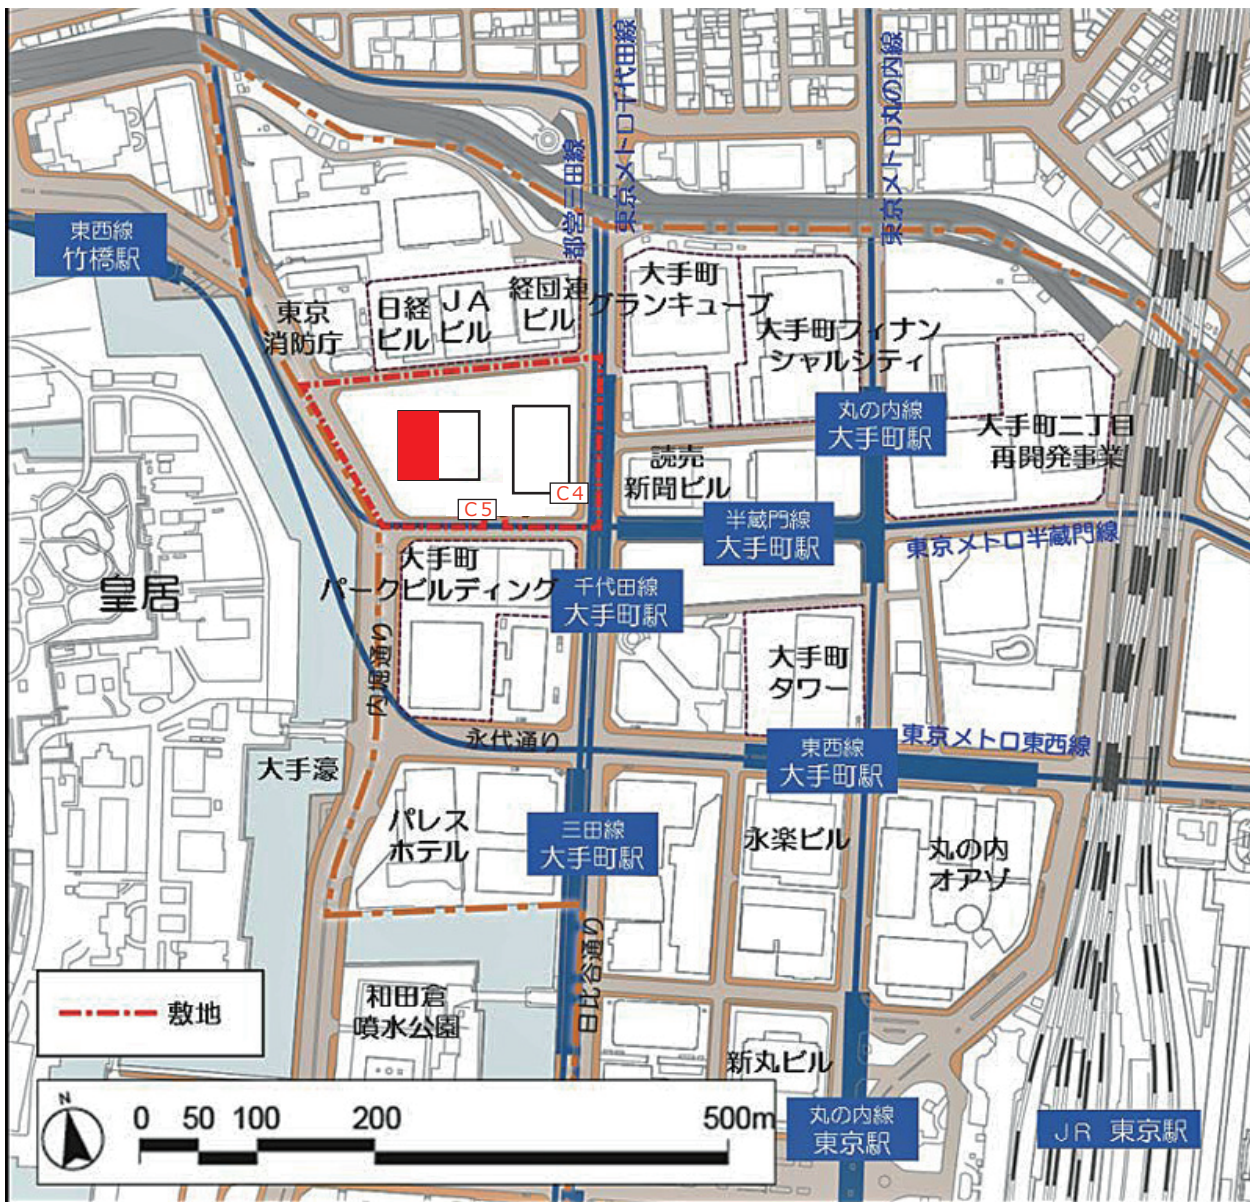 都営三田線
東京メトロ千代田線
東京メトロ丸の内線
東西線
竹橋駅
東京
消防庁
日経
ビル
JA
ビル
経団連
ビル
大手町
グランキューブ
大手町フィナン
シャルシティ
丸の内線
大手町駅
大手町二丁目
再開発事業
読売
新聞ビル
C4
C5
半蔵門線
大手町駅
東京メトロ半蔵門線
皇居
大手町
パークビルディング
千代田線
大手町駅
内堀通り
大手町
タワー
永代通り
東西線
大手町駅
東京メトロ東西線
大手濠
パレス
ホテル
三田線
大手町駅
永楽ビル
丸の内
オアゾ
日比谷通り
敷地
和田倉
噴水公園
新丸ビル
N
0 50 100 200 500m
丸の内線
東京駅
JR 東京駅